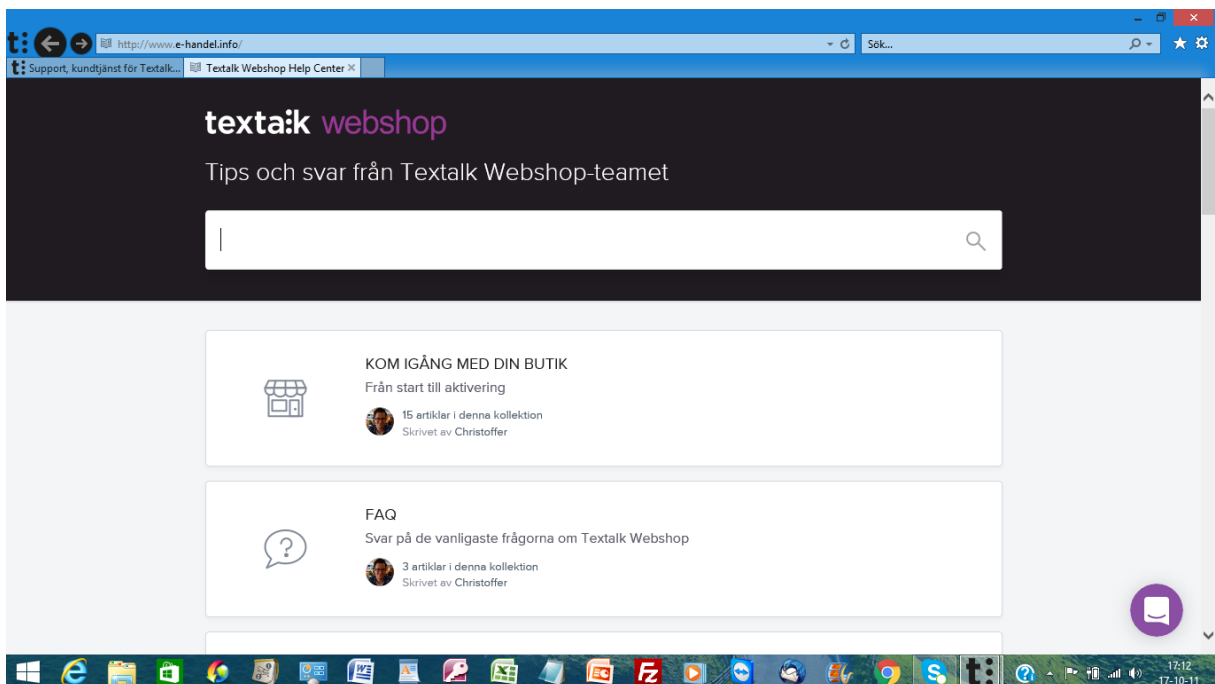 http://www.e-handel.info/
Sök...
Support, kundtjänst för Textalk...
Textalk Webshop Help Center
textalk webshop
Tips och svar från Textalk Webshop-teamet
KOM IGÅNG MED DIN BUTIK
Från start till aktivering
15 artiklar i denna kollektion
Skrivet av Christoffer
FAQ
Svar på de vanligaste frågorna om Textalk Webshop
3 artiklar i denna kollektion
Skrivet av Christoffer
17:12
17-10-11